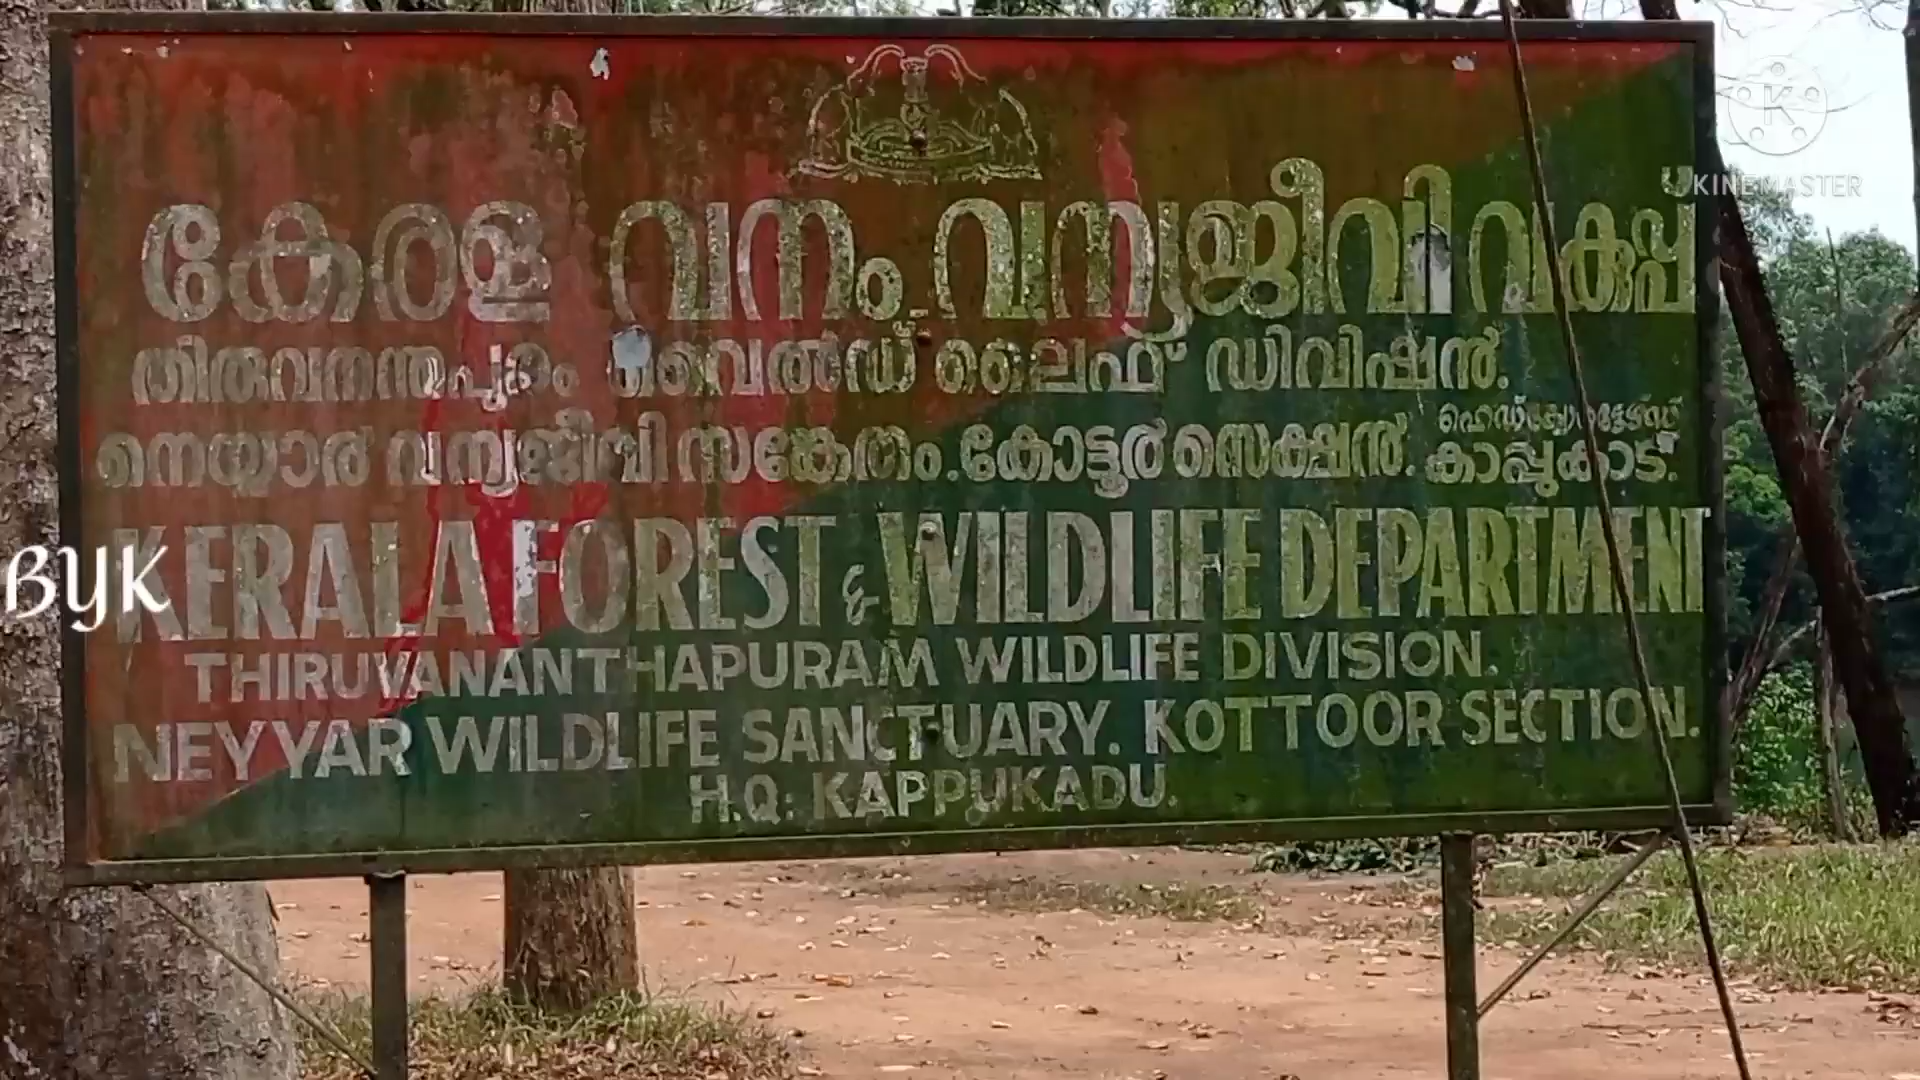 കേരള വനം-വന്യജീവി വകുപ്പ്
തിരുവനന്തപുരം വൈൽഡ് ലൈഫ് ഡിവിഷൻ.
നെയ്യാർ വന്യജീവി സങ്കേതം. കോട്ടൂർ സെക്ഷൻ.
കാപ്പുകാട്.
KERALA FOREST & WILDLIFE DEPARTMENT
THIRUVANANTHAPURAM WILDLIFE DIVISION.
NEYYAR WILDLIFE SANCTUARY. KOTTOOR SECTION.
H.Q: KAPPUKADU.
BYK
K
KINEMASTER